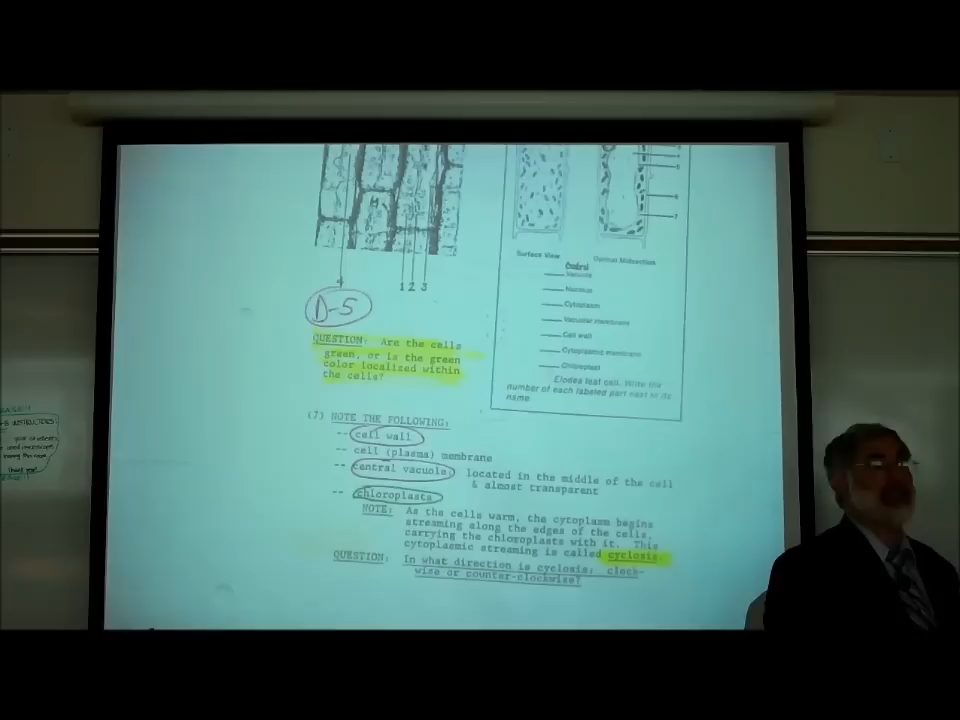 4
1 2 3
D-5
QUESTION: Are the cells
green, or is the green
color localized within
the cells?
Surface View
Optical Midsection
Central
Vacuole
Nucleus
Cytoplasm
Vacuolar membrane
Cell wall
Cytoplasmic membrane
Chloroplast
Elodea leaf cell. Write the
number of each labeled part next to its
name.
(7) NOTE THE FOLLOWING:
-- cell wall
-- cell (plasma) membrane
-- central vacuole: located in the middle of the cell
& almost transparent
-- chloroplasts
NOTE: As the cells warm, the cytoplasm begins
streaming along the edges of the cells,
carrying the chloroplasts with it. This
cytoplasmic streaming is called cyclosis.
QUESTION: In what direction is cyclosis: clock-
wise or counter-clockwise?
INSTRUCTORS: